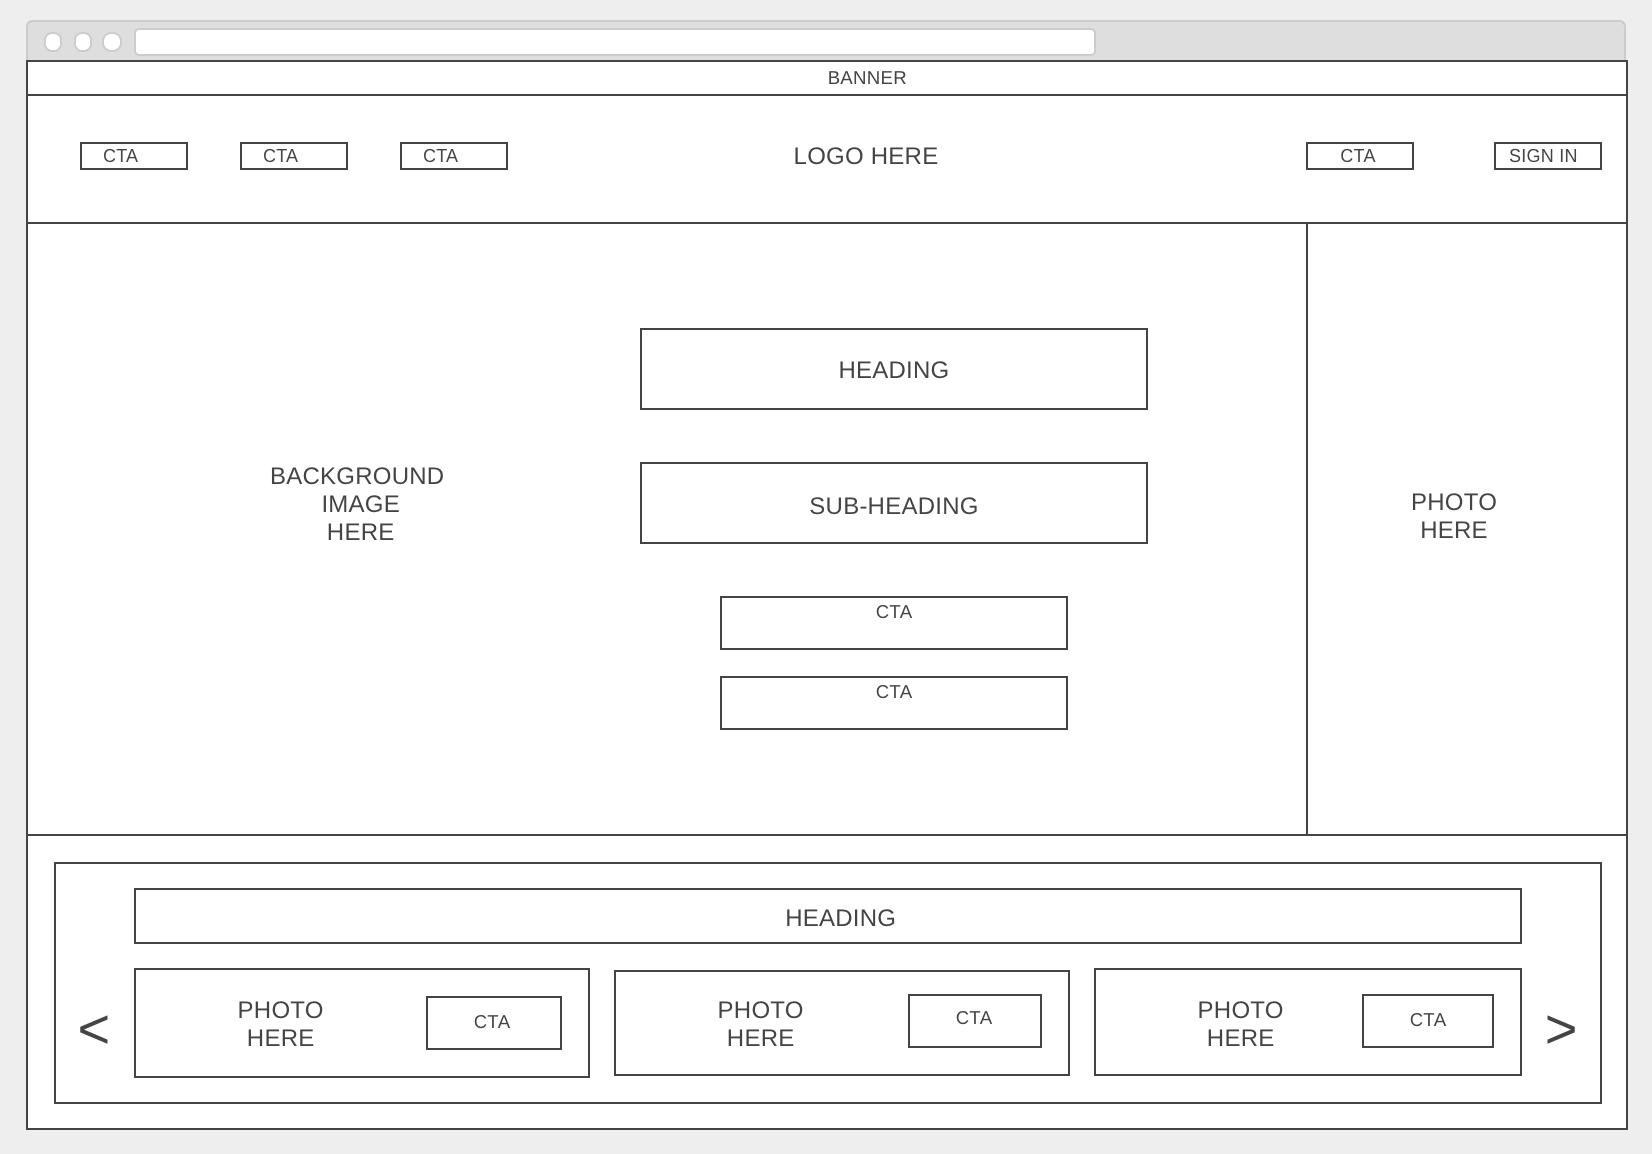 BANNER
CTA
CTA
CTA
LOGO HERE
CTA
SIGN IN
BACKGROUND
IMAGE
HERE
HEADING
SUB-HEADING
CTA
CTA
PHOTO
HERE
HEADING
<
PHOTO
HERE
CTA
PHOTO
HERE
CTA
PHOTO
HERE
CTA
>